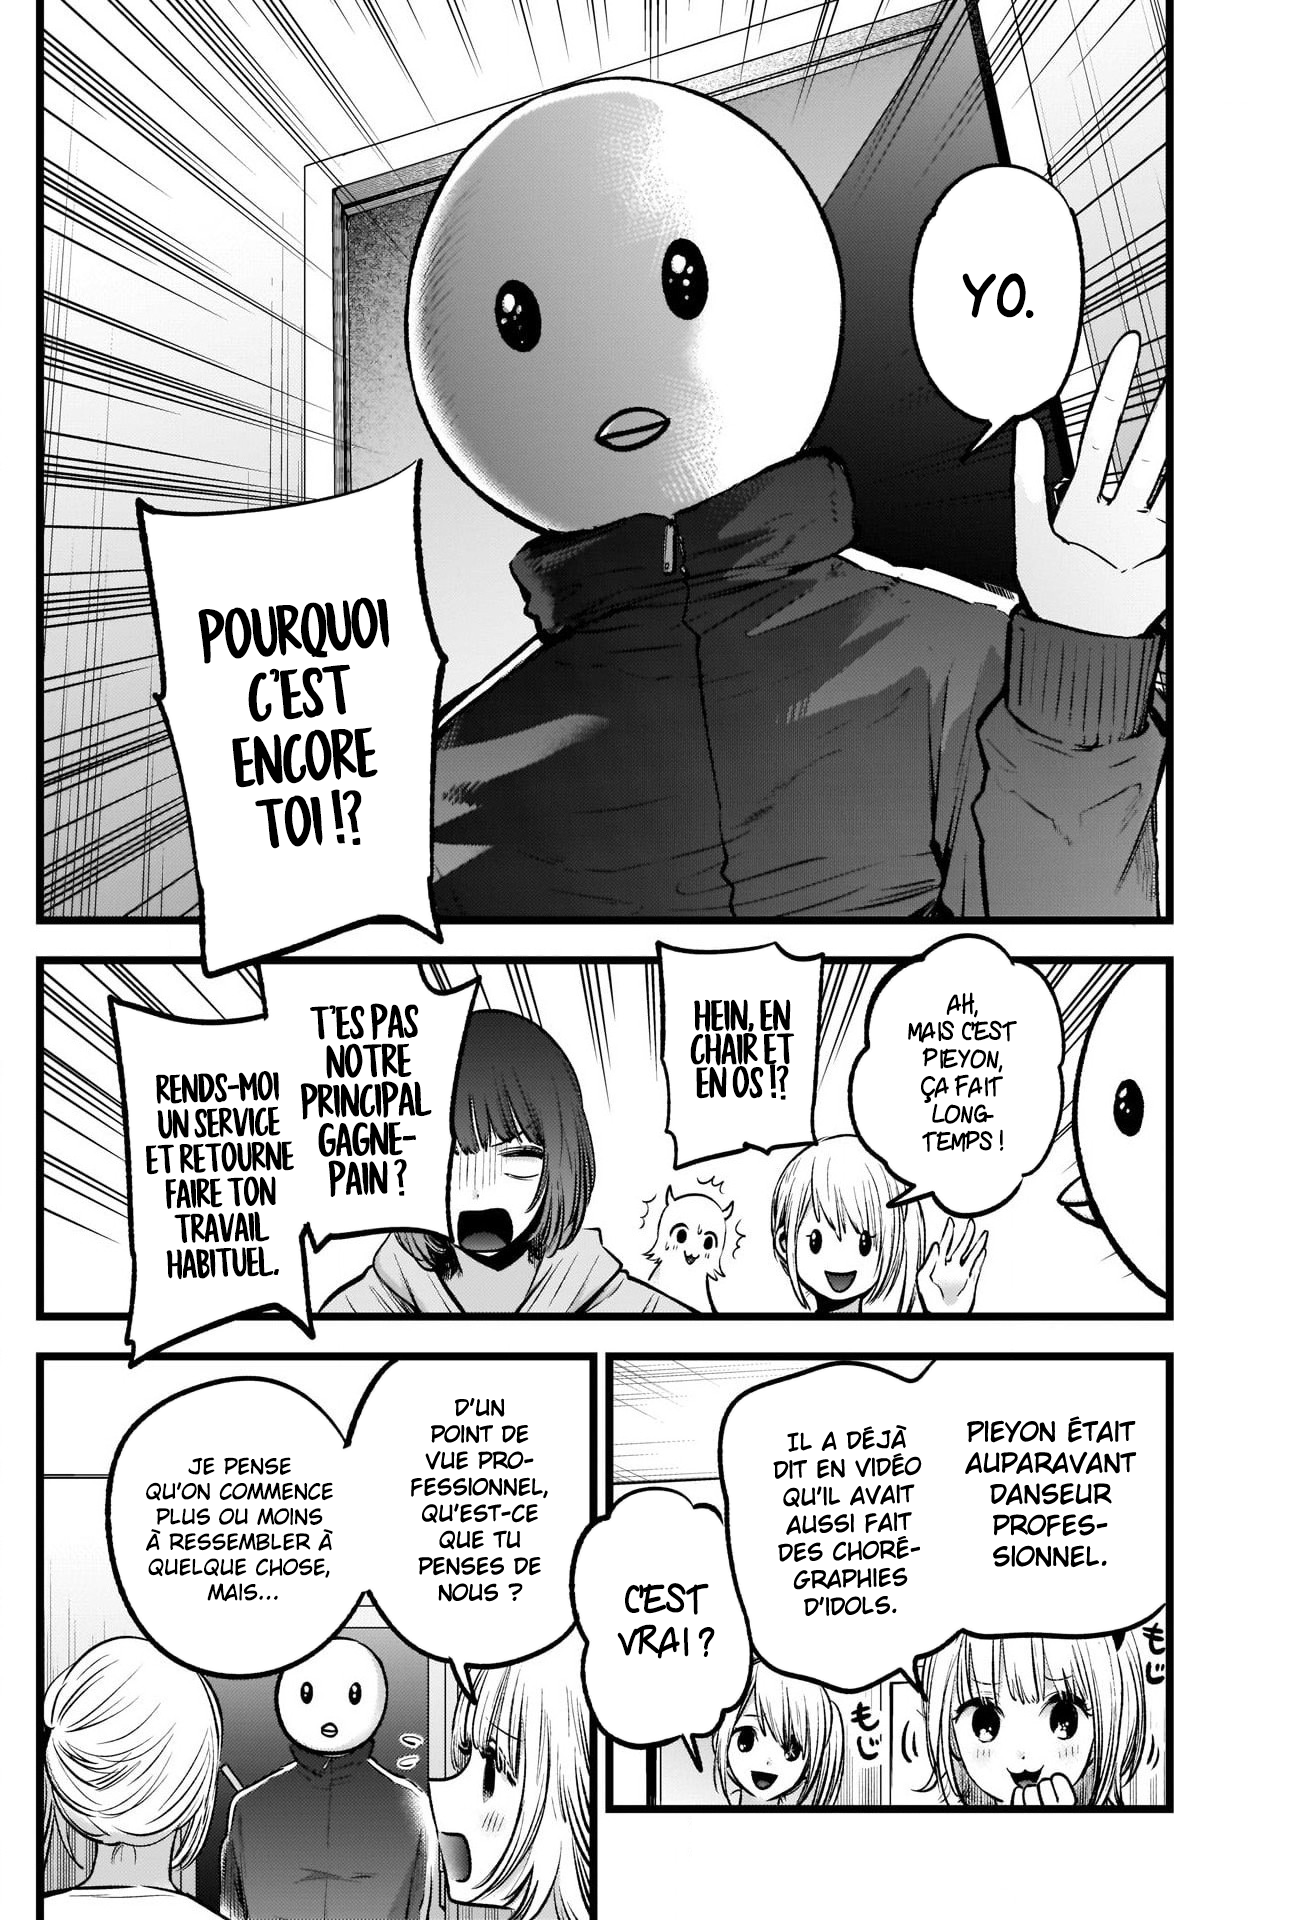 YO.
POURQUOI
C'EST
ENCORE
TOI !?
AH,
MAIS C'EST
PIEYON,
ÇA FAIT
LONG-
TEMPS !
HEIN, EN
CHAIR ET
EN OS !?
T'ES PAS
NOTRE
PRINCIPAL
GAGNE-
PAIN ?
RENDS-MOI
UN SERVICE
ET RETOURNE
FAIRE TON
TRAVAIL
HABITUEL.
PIEYON ÉTAIT
AUPARAVANT
DANSEUR
PROFES-
SIONNEL.
IL A DÉJÀ
DIT EN VIDÉO
QU'IL AVAIT
AUSSI FAIT
DES CHORÉ-
GRAPHIES
D'IDOLS.
もじ
もじ
C'EST
VRAI ?
D'UN
POINT DE
VUE PRO-
FESSIONNEL,
QU'EST-CE
QUE TU
PENSES DE
NOUS ?
JE PENSE
QU'ON COMMENCE
PLUS OU MOINS
À RESSEMBLER À
QUELQUE CHOSE,
MAIS...